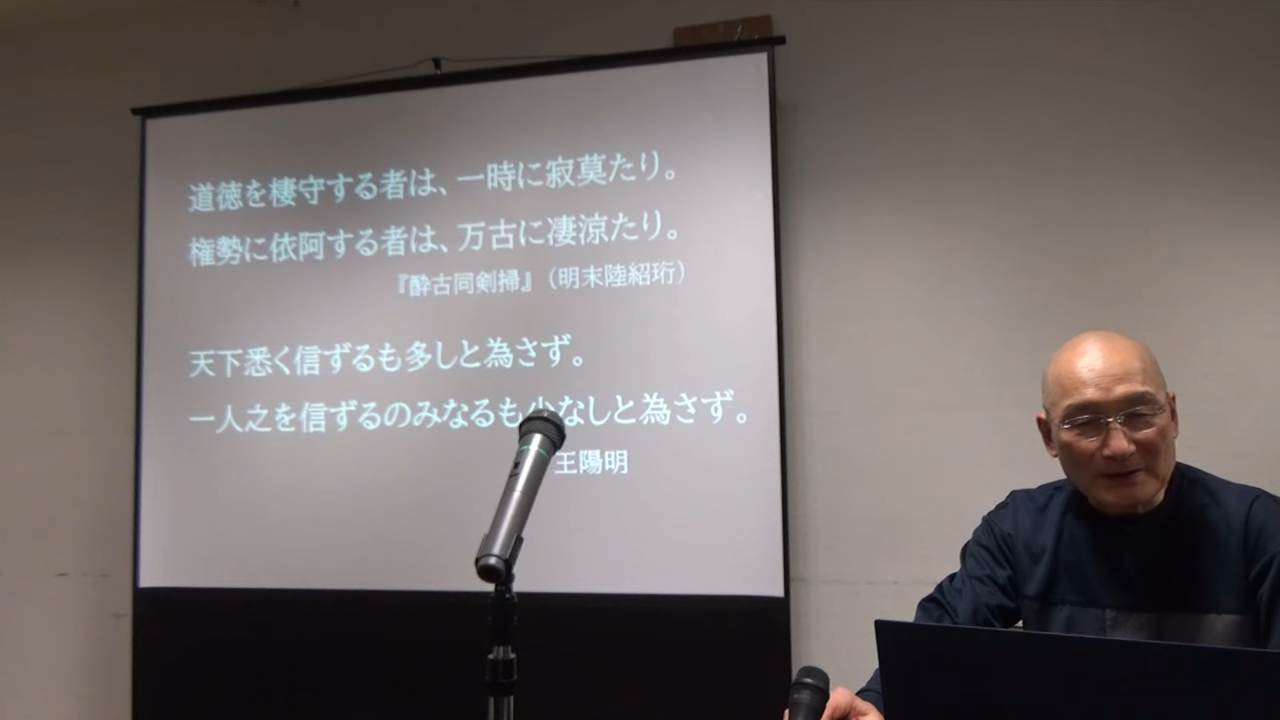 道徳を棲守する者は、一時に寂莫たり。
権勢に依阿する者は、万古に凄涼たり。
『酔古同剣掃』（明末陸紹珩）
天下悉く信ずるも多しと為さず。
一人之を信ずるのみなるも少なしと為さず。
王陽明